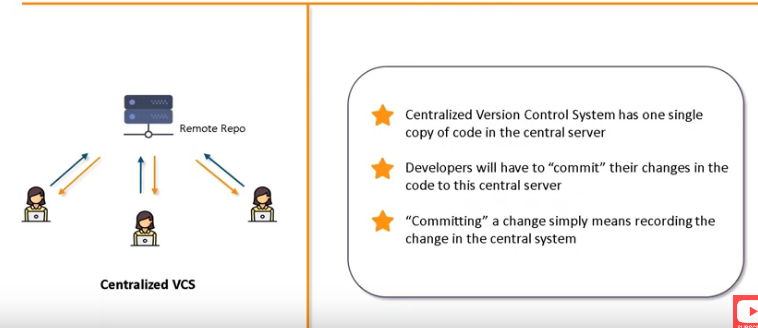 Remote Repo
Centralized VCS
Centralized Version Control System has one single
copy of code in the central server
Developers will have to “commit” their changes in the
code to this central server
“Committing” a change simply means recording the
change in the central system